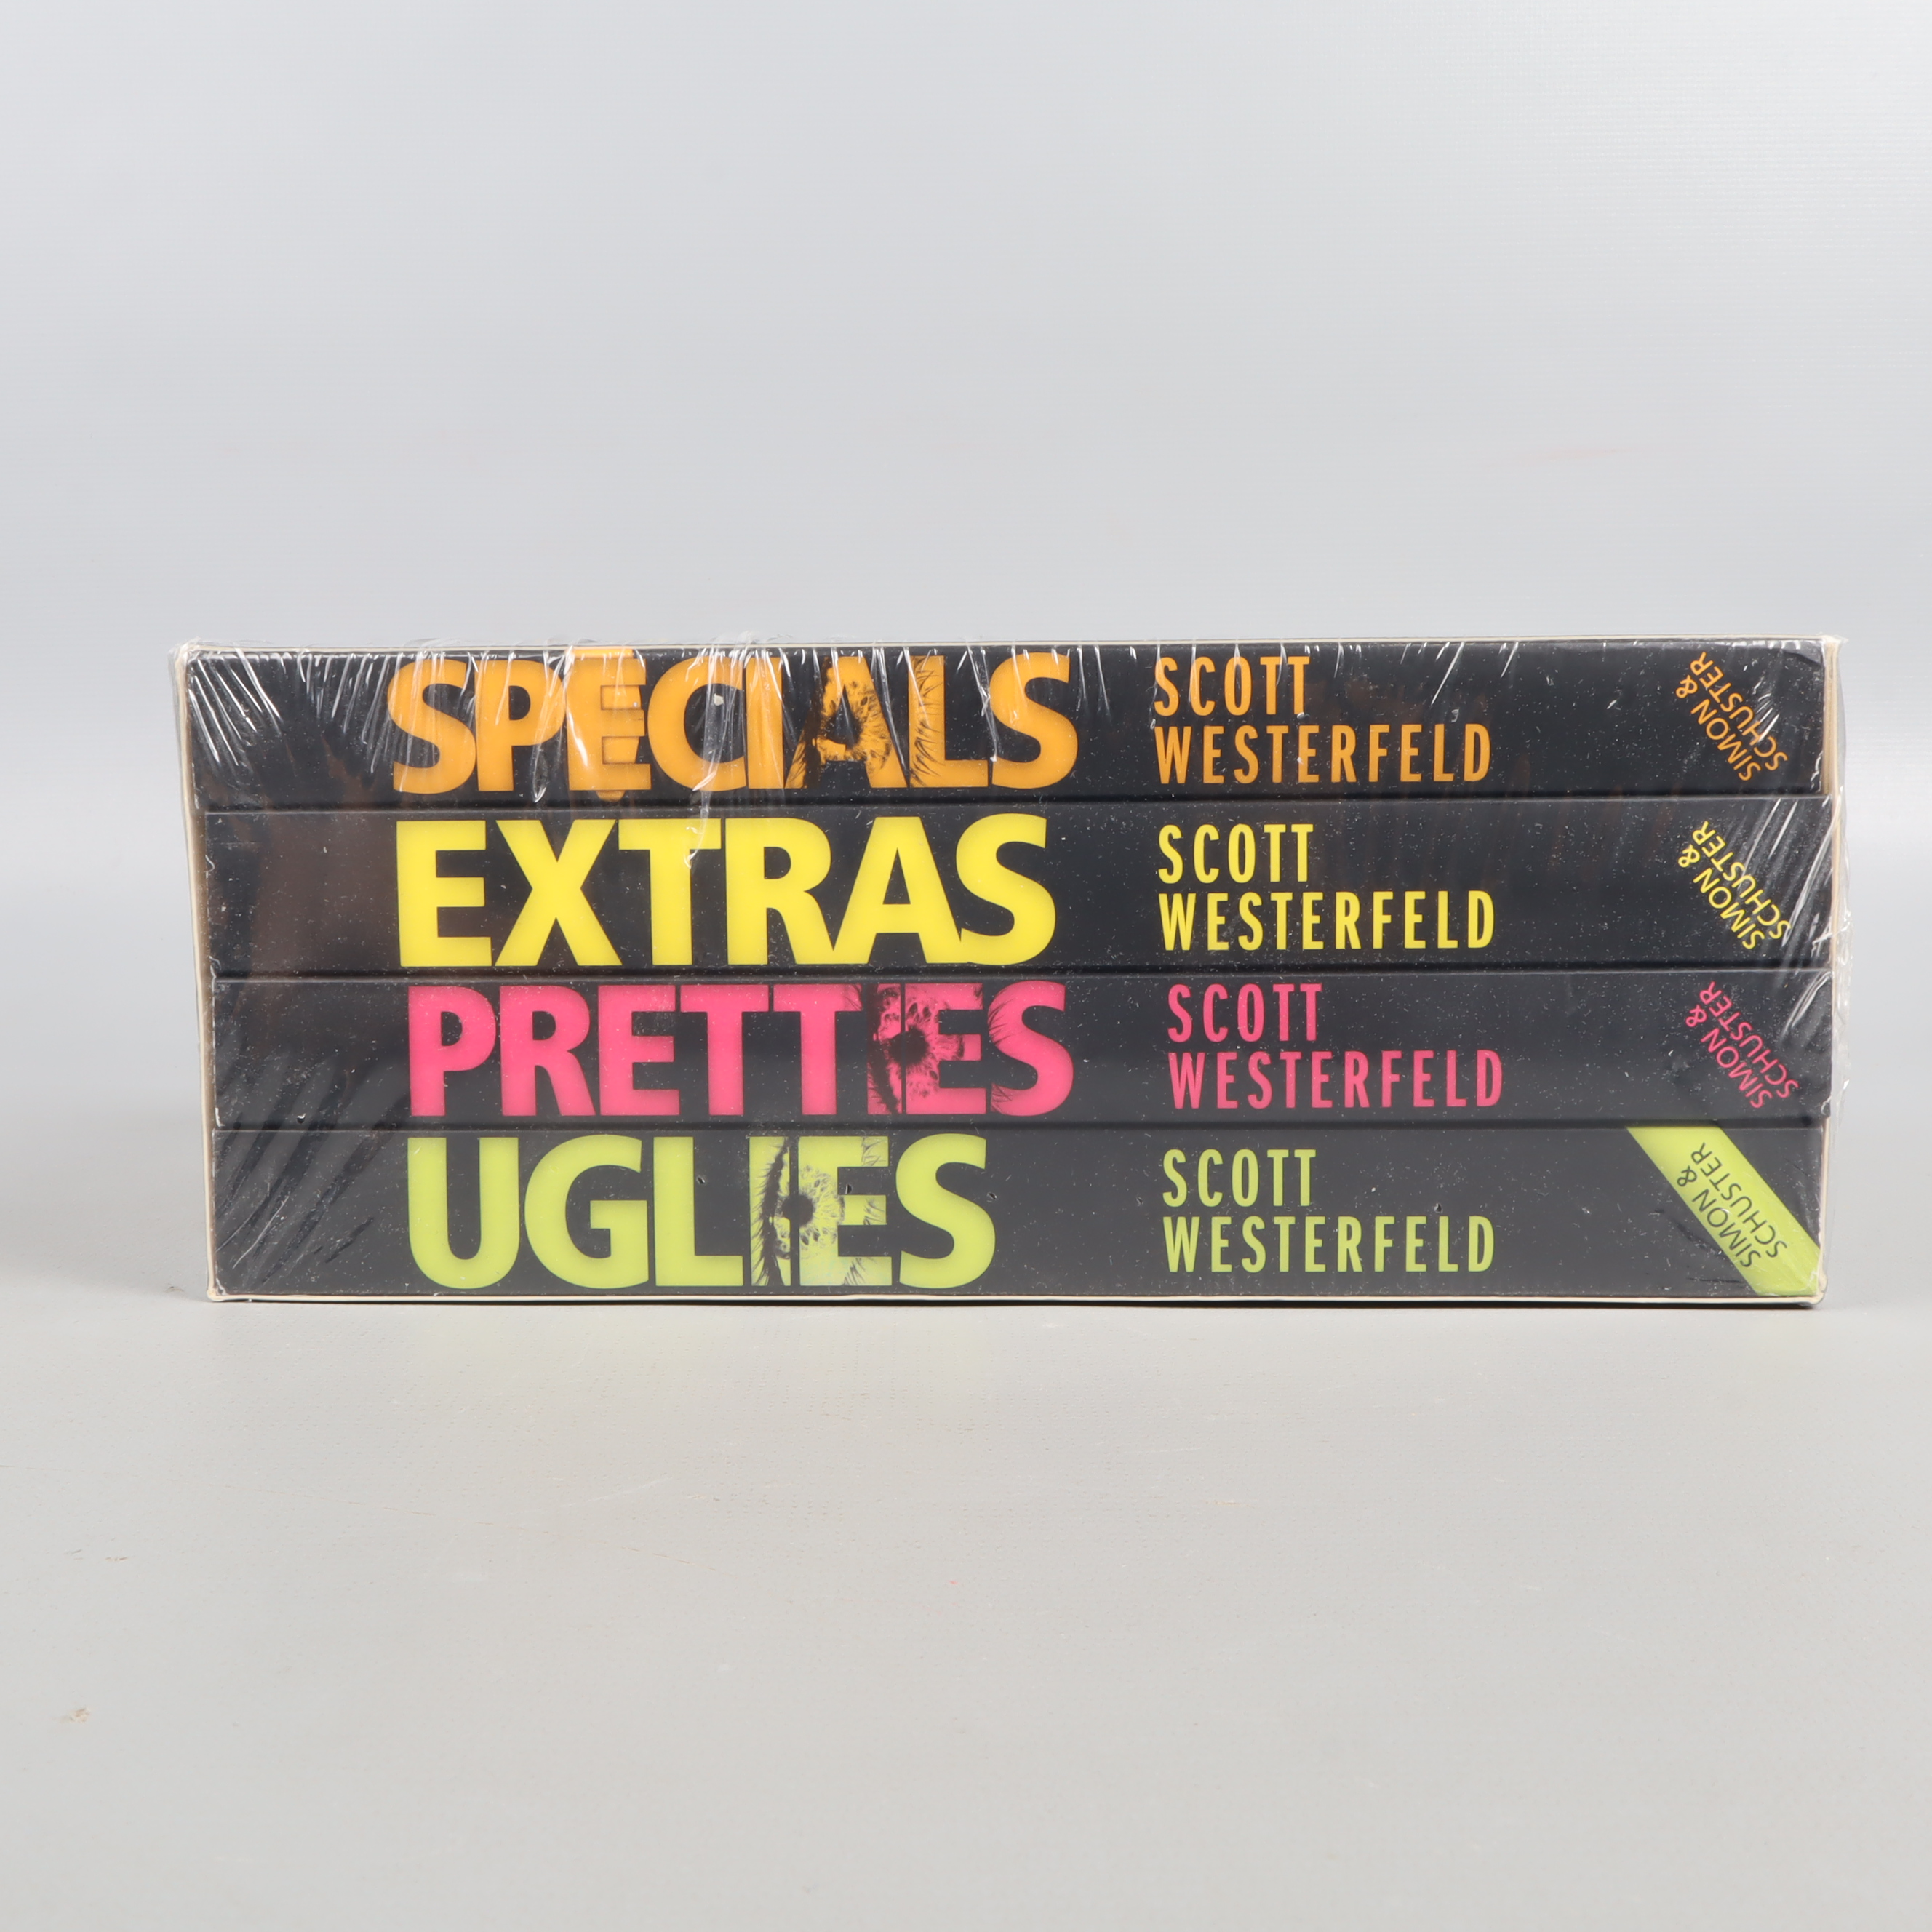 SPECIALS
SCOTT
WESTERFELD
SIMON &
SCHUSTER
EXTRAS
SCOTT
WESTERFELD
SIMON &
SCHUSTER
PRETTIES
SCOTT
WESTERFELD
SIMON &
SCHUSTER
UGLIES
SCOTT
WESTERFELD
SIMON &
SCHUSTER